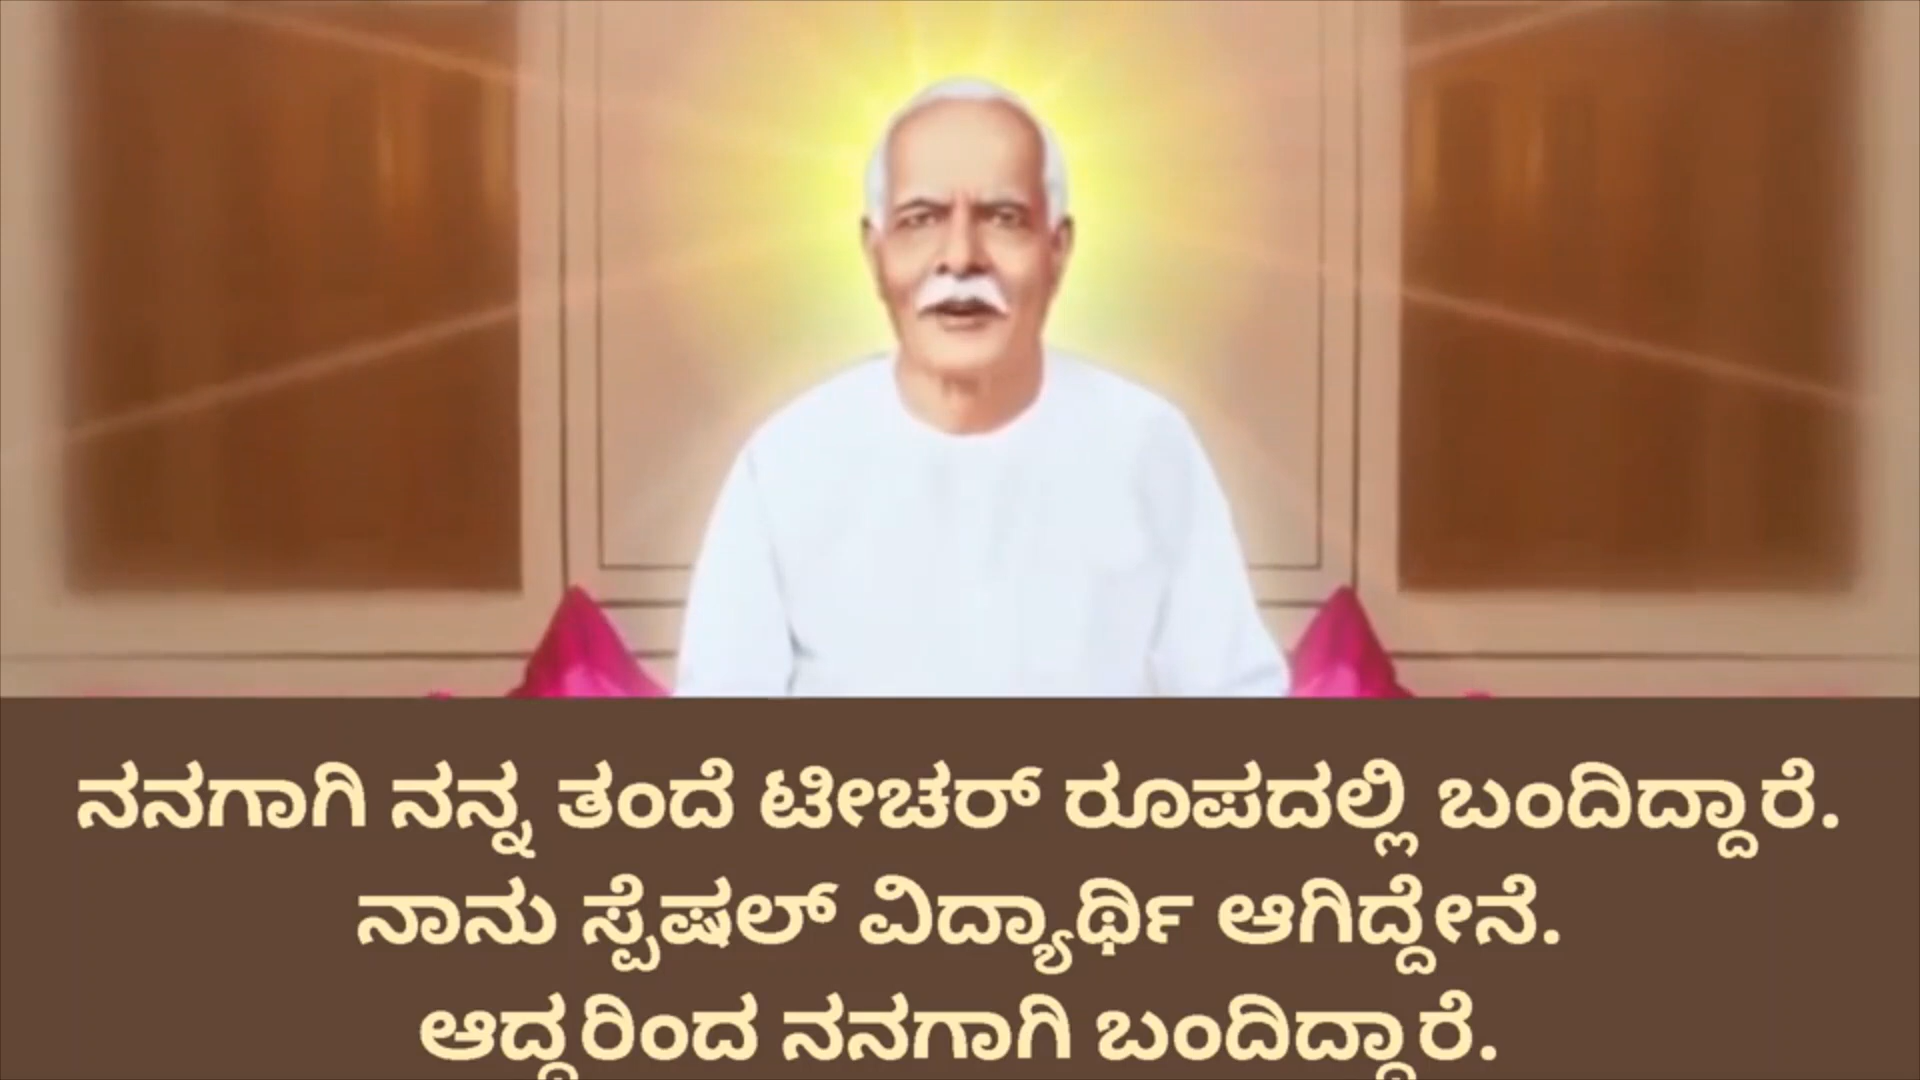 ನನಗಾಗಿ ನನ್ನ ತಂದೆ ಟೀಚರ್ ರೂಪದಲ್ಲಿ ಬಂದಿದ್ದಾರೆ.
ನಾನು ಸ್ಪೆಷಲ್ ವಿದ್ಯಾರ್ಥಿ ಆಗಿದ್ದೇನೆ.
ಆದ್ದರಿಂದ ನನಗಾಗಿ ಬಂದಿದ್ದಾರೆ.